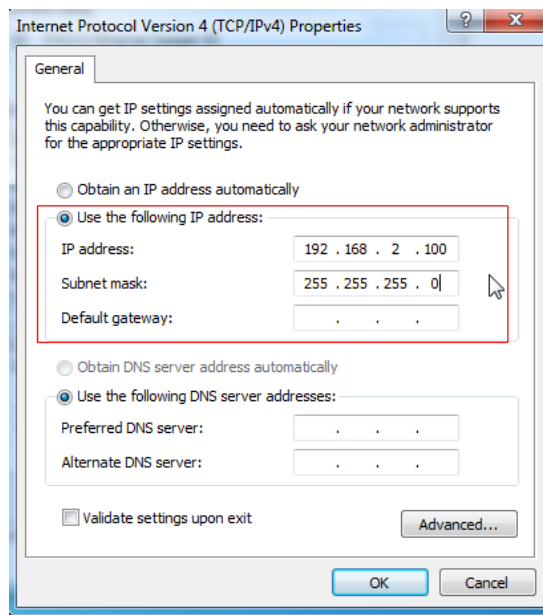 Internet Protocol Version 4 (TCP/IPv4) Properties
General
You can get IP settings assigned automatically if your network supports
this capability. Otherwise, you need to ask your network administrator
for the appropriate IP settings.
Obtain an IP address automatically
Use the following IP address:
IP address: 192 . 168 . 2 . 100
Subnet mask: 255 . 255 . 255 . 0
Default gateway: . . .
Obtain DNS server address automatically
Use the following DNS server addresses:
Preferred DNS server: . . .
Alternate DNS server: . . .
Validate settings upon exit
Advanced...
OK Cancel